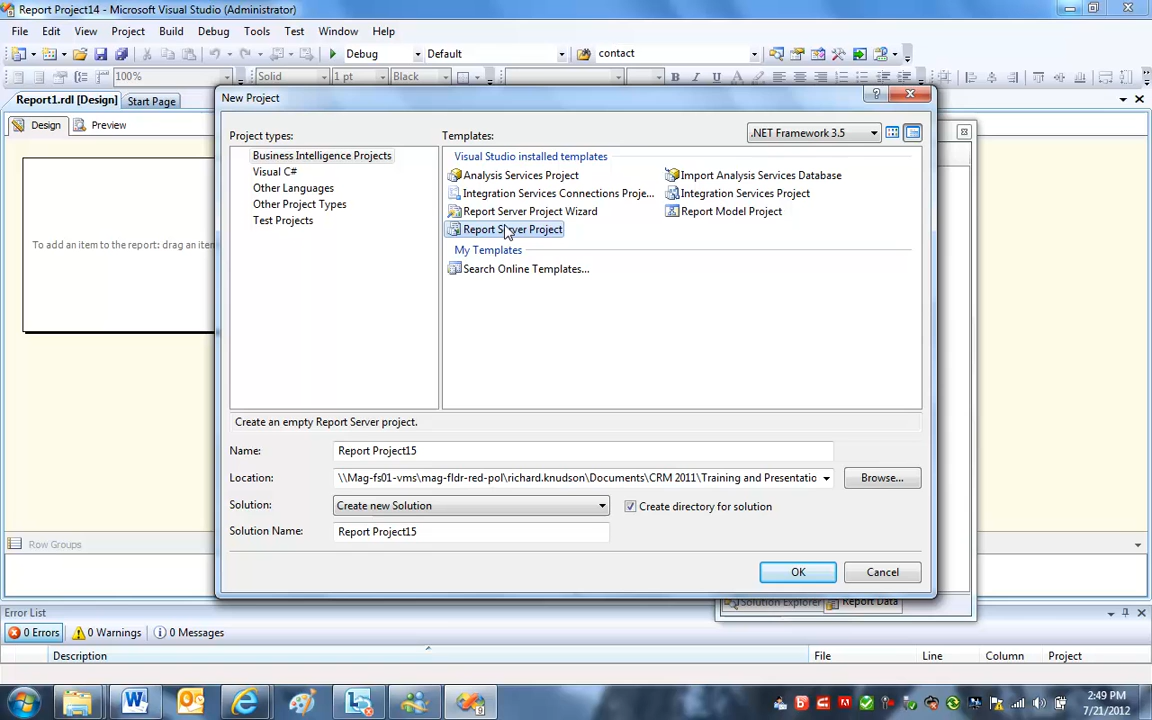 Report Project14 - Microsoft Visual Studio (Administrator)
File Edit View Project Build Debug Tools Test Window Help
Debug Default contact
100% Solid 1 pt Black B I U
Report1.rdl [Design] Start Page
Design Preview
To add an item to the report: drag an iten
New Project
Project types: Templates: .NET Framework 3.5
Business Intelligence Projects
Visual C#
Other Languages
Other Project Types
Test Projects
Visual Studio installed templates
Analysis Services Project Import Analysis Services Database
Integration Services Connections Proje... Integration Services Project
Report Server Project Wizard Report Model Project
Report Server Project
My Templates
Search Online Templates...
Create an empty Report Server project.
Name: Report Project15
Location: \\Mag-fs01-vms\mag-fldr-red-pol\richard.knudson\Documents\CRM 2011\Training and Presentatio Browse...
Solution: Create new Solution Create directory for solution
Solution Name: Report Project15
OK Cancel
Row Groups
Solution Explorer Report Data
Error List
0 Errors 0 Warnings 0 Messages
Description File Line Column Project
2:49 PM
7/21/2012